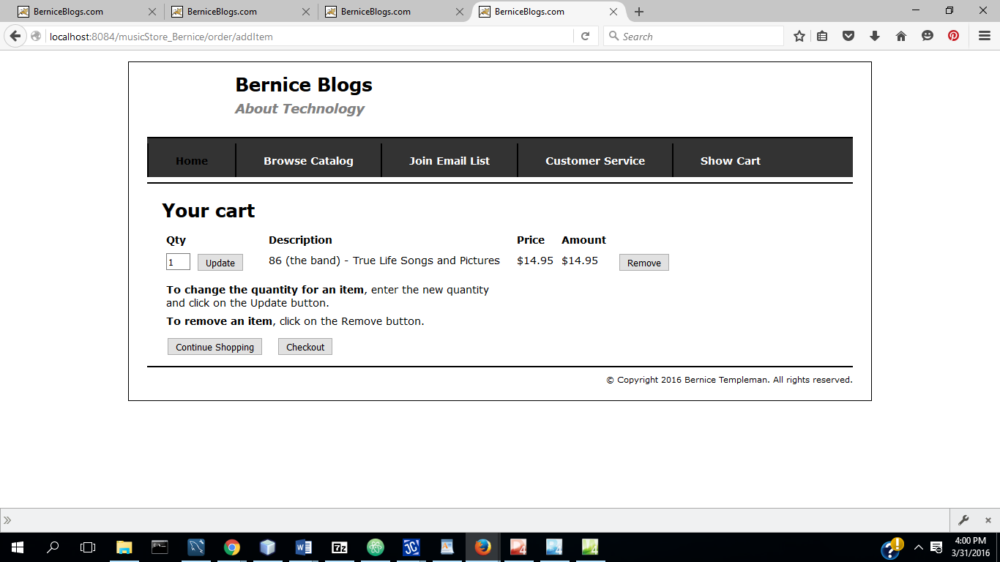 BerniceBlogs.com BerniceBlogs.com BerniceBlogs.com BerniceBlogs.com
localhost:8084/musicStore_Bernice/order/addItem Search
Bernice Blogs
About Technology
Home Browse Catalog Join Email List Customer Service Show Cart
Your cart
Qty Description Price Amount
1 Update 86 (the band) - True Life Songs and Pictures $14.95 $14.95 Remove
To change the quantity for an item, enter the new quantity
and click on the Update button.
To remove an item, click on the Remove button.
Continue Shopping Checkout
© Copyright 2016 Bernice Templeman. All rights reserved.
4:00 PM
3/31/2016